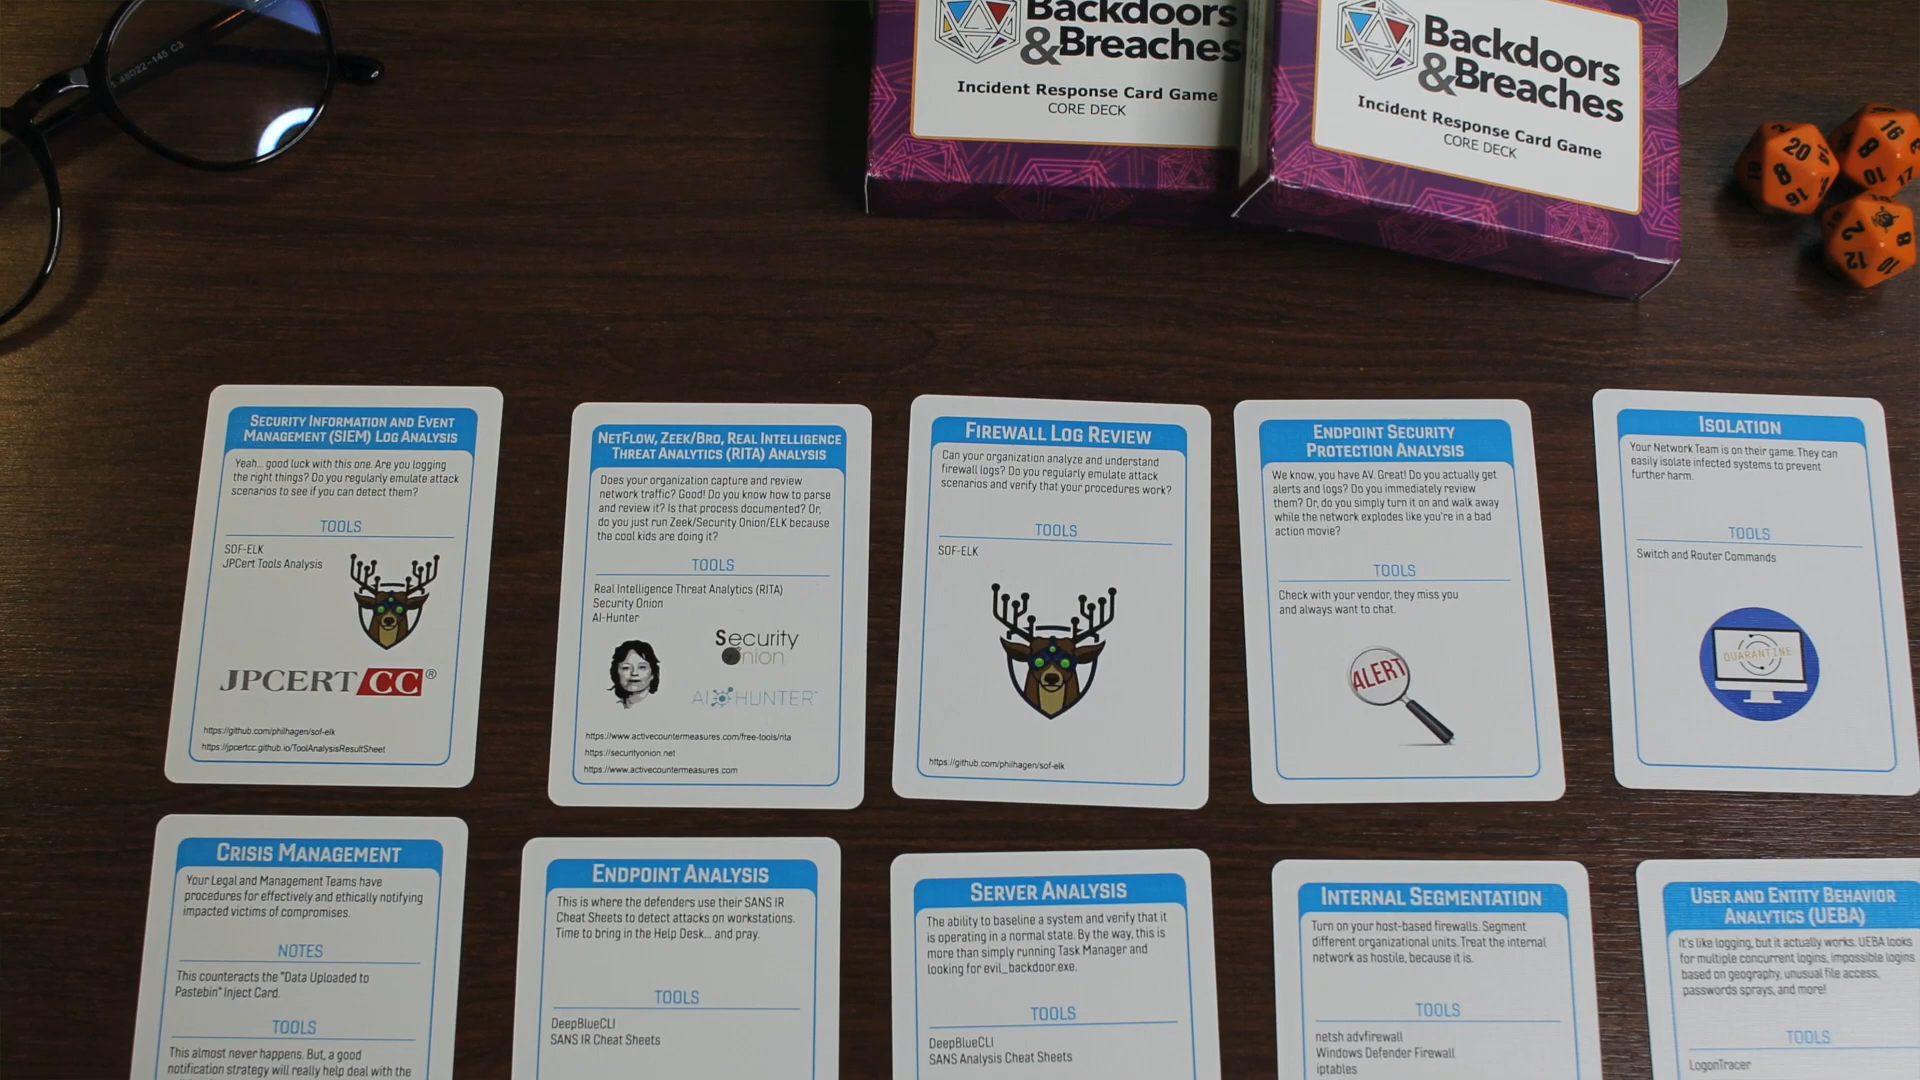 48022-145 C3
Backdoors
&Breaches
Incident Response Card Game
CORE DECK
Backdoors
&Breaches
Incident Response Card Game
CORE DECK
20
8
16
16
8
10
17
2
8
12
10
SECURITY INFORMATION AND EVENT
MANAGEMENT (SIEM) LOG ANALYSIS
Yeah... good luck with this one. Are you logging
the right things? Do you regularly emulate attack
scenarios to see if you can detect them?
TOOLS
SOF-ELK
JPCert Tools Analysis
JPCERT CC®
https://github.com/philhagen/sof-elk
https://jpcertcc.github.io/ToolAnalysisResultSheet
NETFLOW, ZEEK/BRO, REAL INTELLIGENCE
THREAT ANALYTICS (RITA) ANALYSIS
Does your organization capture and review
network traffic? Good! Do you know how to parse
and review it? Is that process documented? Or,
do you just run Zeek/Security Onion/ELK because
the cool kids are doing it?
TOOLS
Real Intelligence Threat Analytics (RITA)
Security Onion
AI-Hunter
Security
Onion
AI HUNTER™
https://www.activecountermeasures.com/free-tools/rita
https://securityonion.net
https://www.activecountermeasures.com
FIREWALL LOG REVIEW
Can your organization analyze and understand
firewall logs? Do you regularly emulate attack
scenarios and verify that your procedures work?
TOOLS
SOF-ELK
https://github.com/philhagen/sof-elk
ENDPOINT SECURITY
PROTECTION ANALYSIS
We know, you have AV. Great! Do you actually get
alerts and logs? Do you immediately review
them? Or, do you simply turn it on and walk away
while the network explodes like you're in a bad
action movie?
TOOLS
Check with your vendor, they miss you
and always want to chat.
ALERT
ISOLATION
Your Network Team is on their game. They can
easily isolate infected systems to prevent
further harm.
TOOLS
Switch and Router Commands
QUARANTINE
CRISIS MANAGEMENT
Your Legal and Management Teams have
procedures for effectively and ethically notifying
impacted victims of compromises.
NOTES
This counteracts the "Data Uploaded to
Pastebin" Inject Card.
TOOLS
This almost never happens. But, a good
notification strategy will really help deal with the
ENDPOINT ANALYSIS
This is where the defenders use their SANS IR
Cheat Sheets to detect attacks on workstations.
Time to bring in the Help Desk... and pray.
TOOLS
DeepBlueCLI
SANS IR Cheat Sheets
SERVER ANALYSIS
The ability to baseline a system and verify that it
is operating in a normal state. By the way, this is
more than simply running Task Manager and
looking for evil_backdoor.exe.
TOOLS
DeepBlueCLI
SANS Analysis Cheat Sheets
INTERNAL SEGMENTATION
Turn on your host-based firewalls. Segment
different organizational units. Treat the internal
network as hostile, because it is.
TOOLS
netsh advfirewall
Windows Defender Firewall
iptables
USER AND ENTITY BEHAVIOR
ANALYTICS (UEBA)
It's like logging, but it actually works. UEBA looks
for multiple concurrent logins, impossible logins
based on geography, unusual file access,
passwords sprays, and more!
TOOLS
LogonTracer